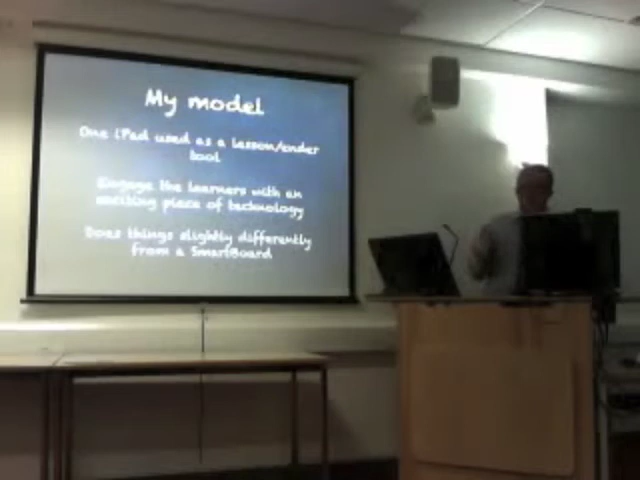 My model
One iPad used as a lesson/ender
tool
Engage the learners with an
exciting piece of technology
Does things slightly differently
from a SmartBoard